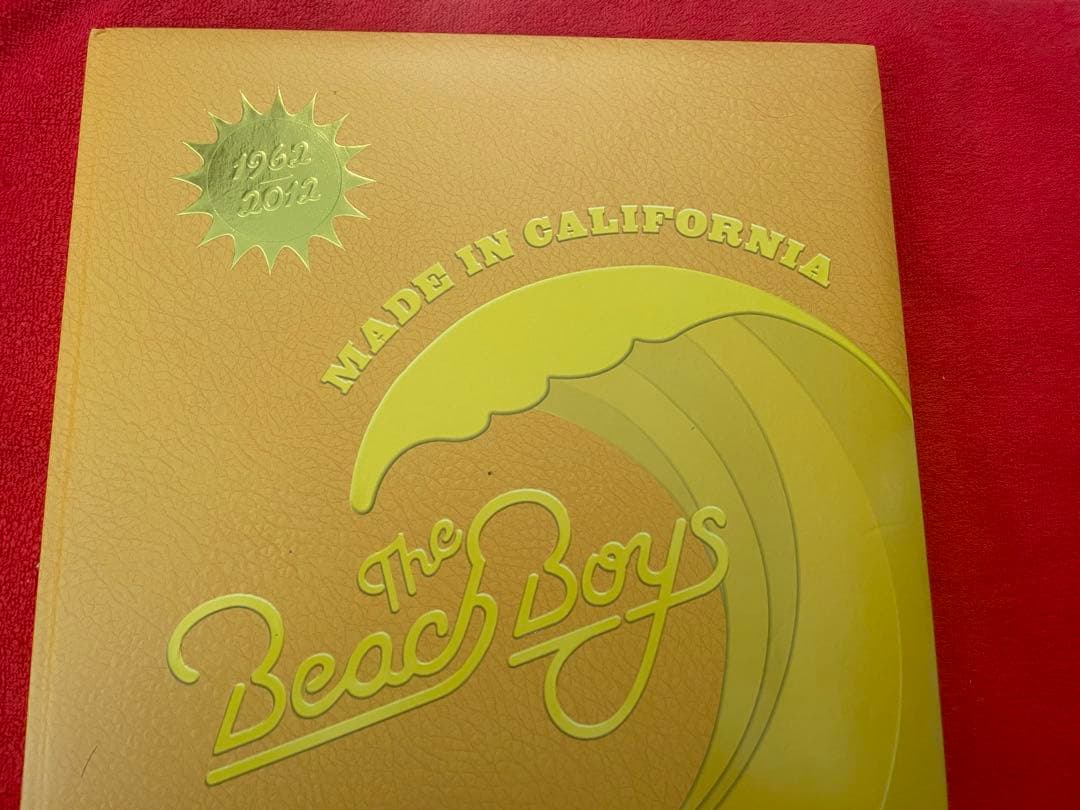 1962
2012
MADE IN CALIFORNIA
The
Beach Boys